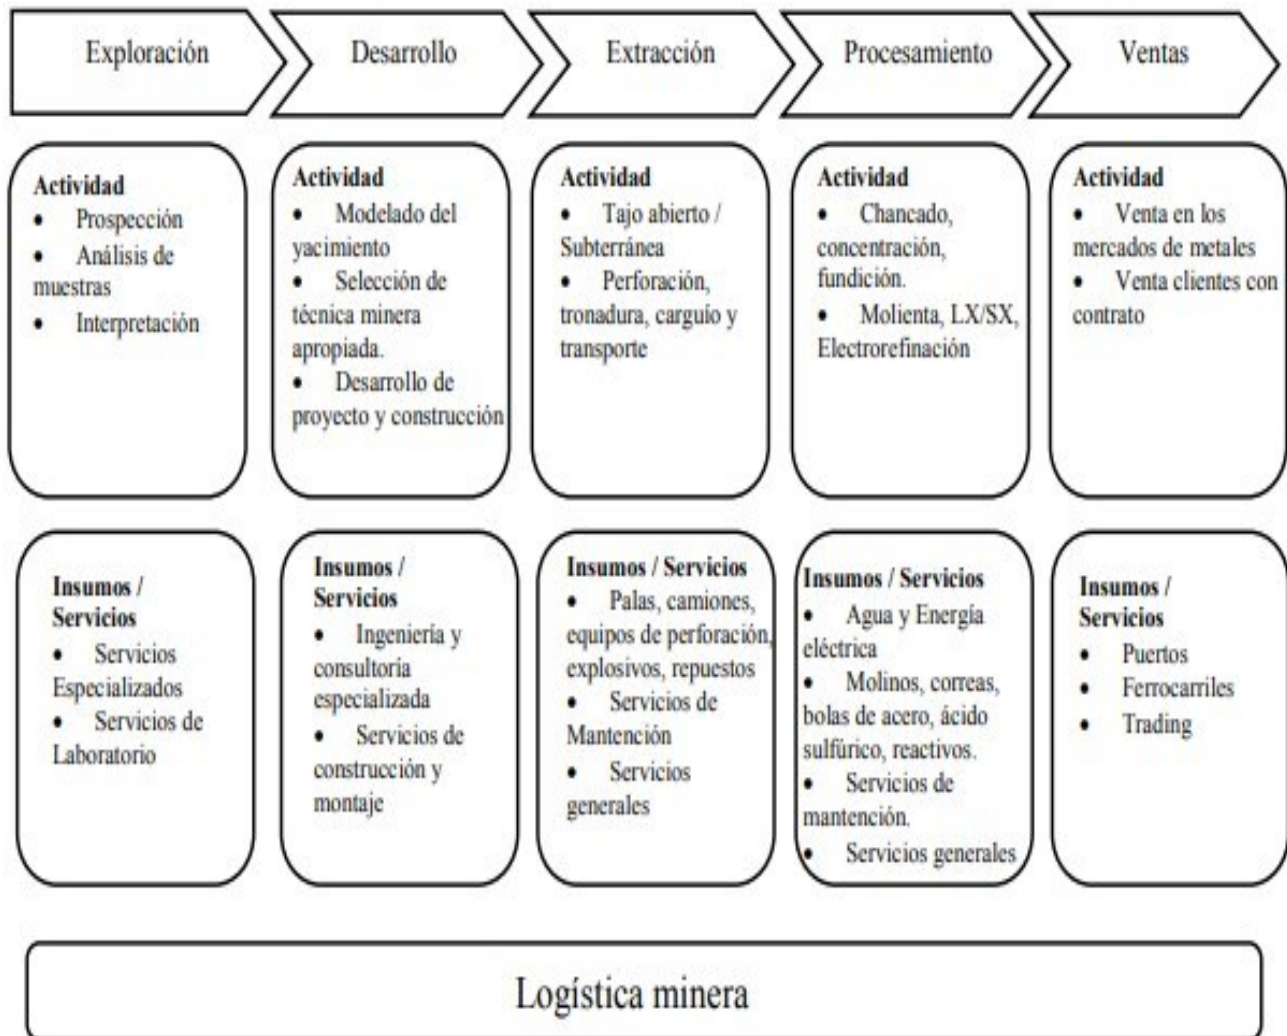 Exploración
Desarrollo
Extracción
Procesamiento
Ventas
Actividad
• Prospección
• Análisis de
muestras
• Interpretación
Actividad
• Modelado del
yacimiento
• Selección de
técnica minera
apropiada.
• Desarrollo de
proyecto y construcción
Actividad
• Tajo abierto /
Subterránea
• Perforación,
tronadura, carguío y
transporte
Actividad
• Chancado,
concentración,
fundición.
• Molienta, LX/SX,
Electrorefinación
Actividad
• Venta en los
mercados de metales
• Venta clientes con
contrato
Insumos /
Servicios
• Servicios
Especializados
• Servicios de
Laboratorio
Insumos /
Servicios
• Ingeniería y
consultoría
especializada
• Servicios de
construcción y
montaje
Insumos / Servicios
• Palas, camiones,
equipos de perforación,
explosivos, repuestos
• Servicios de
Mantención
• Servicios
generales
Insumos / Servicios
• Agua y Energía
eléctrica
• Molinos, correas,
bolas de acero, ácido
sulfúrico, reactivos.
• Servicios de
mantención.
• Servicios generales
Insumos /
Servicios
• Puertos
• Ferrocarriles
• Trading
Logística minera